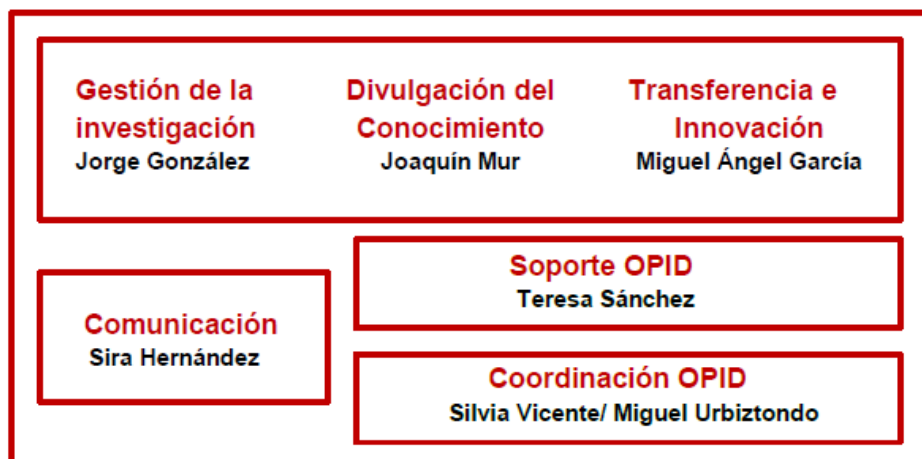 Gestión de la
investigación
Jorge González
Divulgación del
Conocimiento
Joaquín Mur
Transferencia e
Innovación
Miguel Ángel García
Comunicación
Sira Hernández
Soporte OPID
Teresa Sánchez
Coordinación OPID
Silvia Vicente/ Miguel Urbiztondo